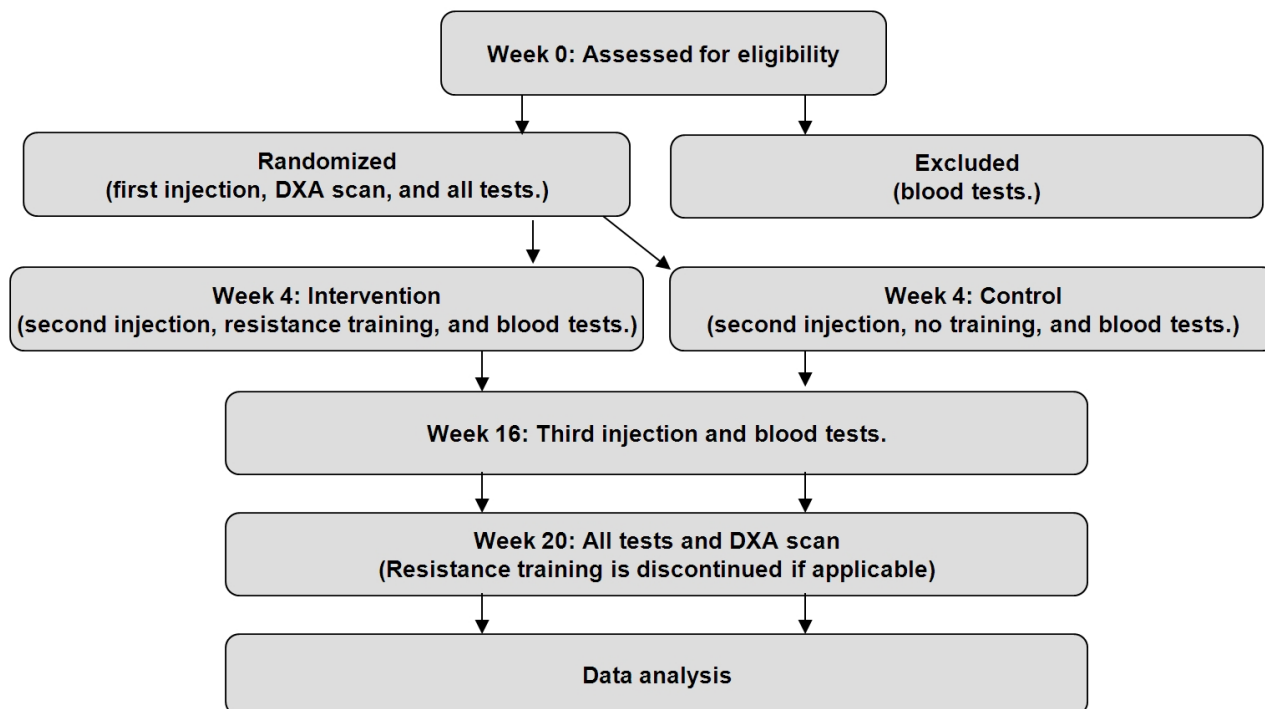 Week 0: Assessed for eligibility
Randomized
(first injection, DXA scan, and all tests.)
Excluded
(blood tests.)
Week 4: Intervention
(second injection, resistance training, and blood tests.)
Week 4: Control
(second injection, no training, and blood tests.)
Week 16: Third injection and blood tests.
Week 20: All tests and DXA scan
(Resistance training is discontinued if applicable)
Data analysis